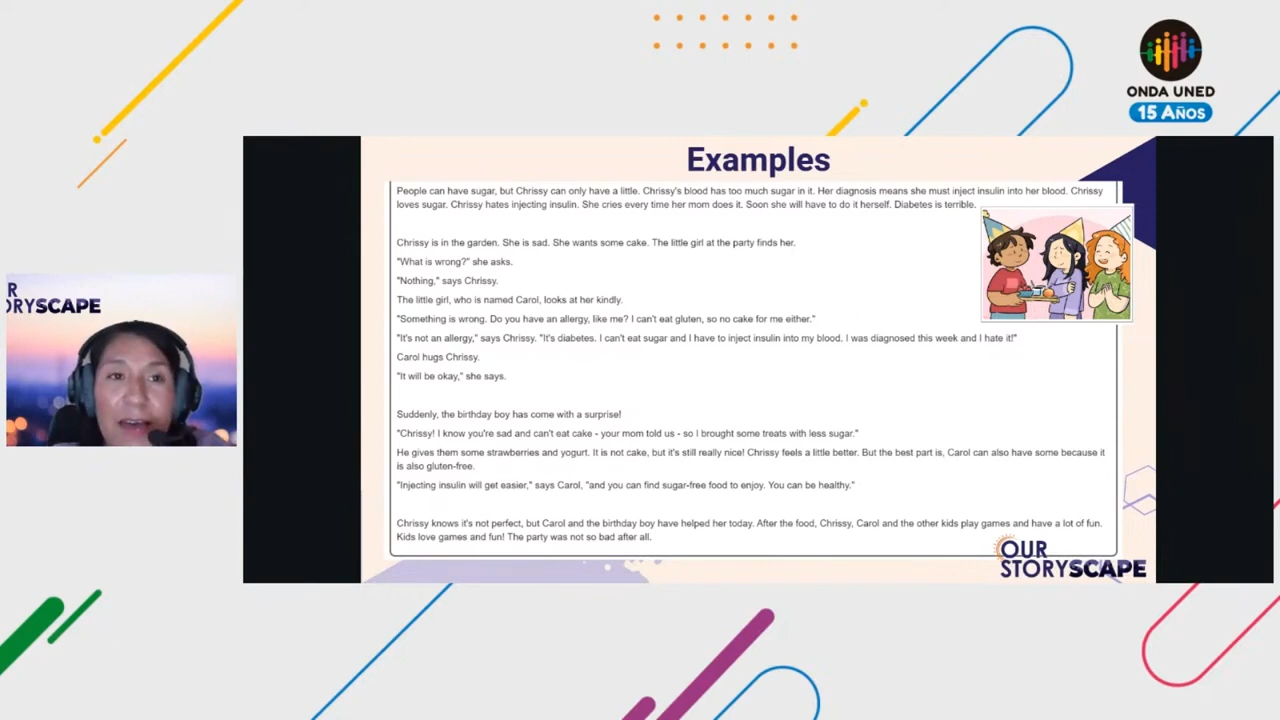 ONDA UNED
15 AÑOS
Examples
People can have sugar, but Chrissy can only have a little. Chrissy's blood has too much sugar in it. Her diagnosis means she must inject insulin into her blood. Chrissy
loves sugar. Chrissy hates injecting insulin. She cries every time her mom does it. Soon she will have to do it herself. Diabetes is terrible.
Chrissy is in the garden. She is sad. She wants some cake. The little girl at the party finds her.
"What is wrong?" she asks.
"Nothing," says Chrissy.
The little girl, who is named Carol, looks at her kindly.
"Something is wrong. Do you have an allergy, like me? I can't eat gluten, so no cake for me either."
"It's not an allergy," says Chrissy. "It's diabetes. I can't eat sugar and I have to inject insulin into my blood. I was diagnosed this week and I hate it!"
Carol hugs Chrissy.
"It will be okay," she says.
Suddenly, the birthday boy has come with a surprise!
"Chrissy! I know you're sad and can't eat cake - your mom told us - so I brought some treats with less sugar."
He gives them some strawberries and yogurt. It is not cake, but it's still really nice! Chrissy feels a little better. But the best part is, Carol can also have some because it
is also gluten-free.
"Injecting insulin will get easier," says Carol, "and you can find sugar-free food to enjoy. You can be healthy."
Chrissy knows it's not perfect, but Carol and the birthday boy have helped her today. After the food, Chrissy, Carol and the other kids play games and have a lot of fun.
Kids love games and fun! The party was not so bad after all.
OUR
STORYSCAPE
R
ORYSCAPE